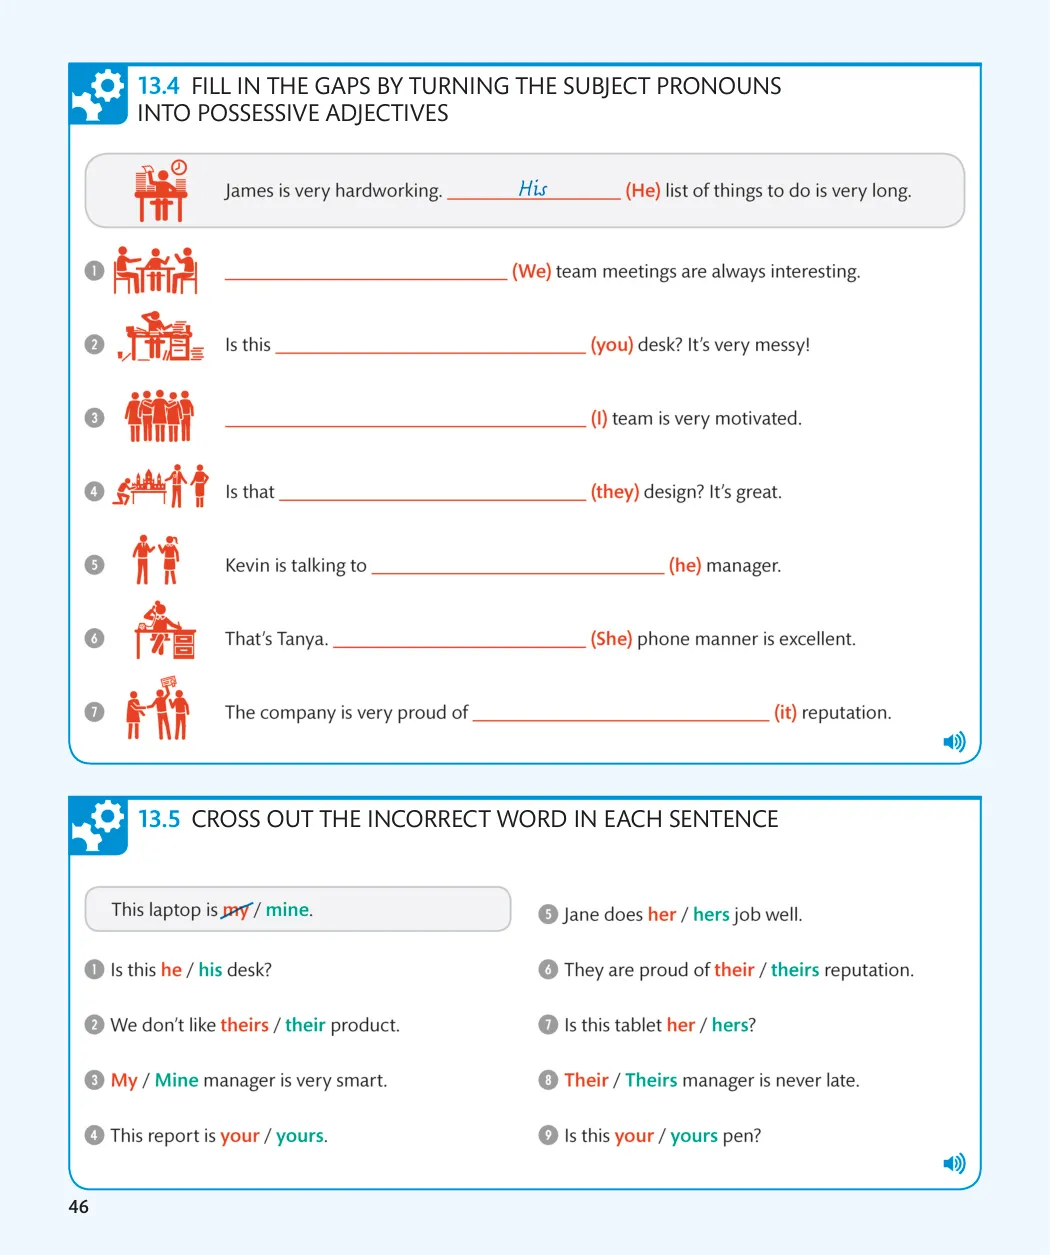 13.4 FILL IN THE GAPS BY TURNING THE SUBJECT PRONOUNS
INTO POSSESSIVE ADJECTIVES
James is very hardworking. His (He) list of things to do is very long.
1 (We) team meetings are always interesting.
2 Is this (you) desk? It’s very messy!
3 (I) team is very motivated.
4 Is that (they) design? It’s great.
5 Kevin is talking to (he) manager.
6 That’s Tanya. (She) phone manner is excellent.
7 The company is very proud of (it) reputation.
13.5 CROSS OUT THE INCORRECT WORD IN EACH SENTENCE
This laptop is my / mine.
1 Is this he / his desk?
2 We don’t like theirs / their product.
3 My / Mine manager is very smart.
4 This report is your / yours.
5 Jane does her / hers job well.
6 They are proud of their / theirs reputation.
7 Is this tablet her / hers?
8 Their / Theirs manager is never late.
9 Is this your / yours pen?
46